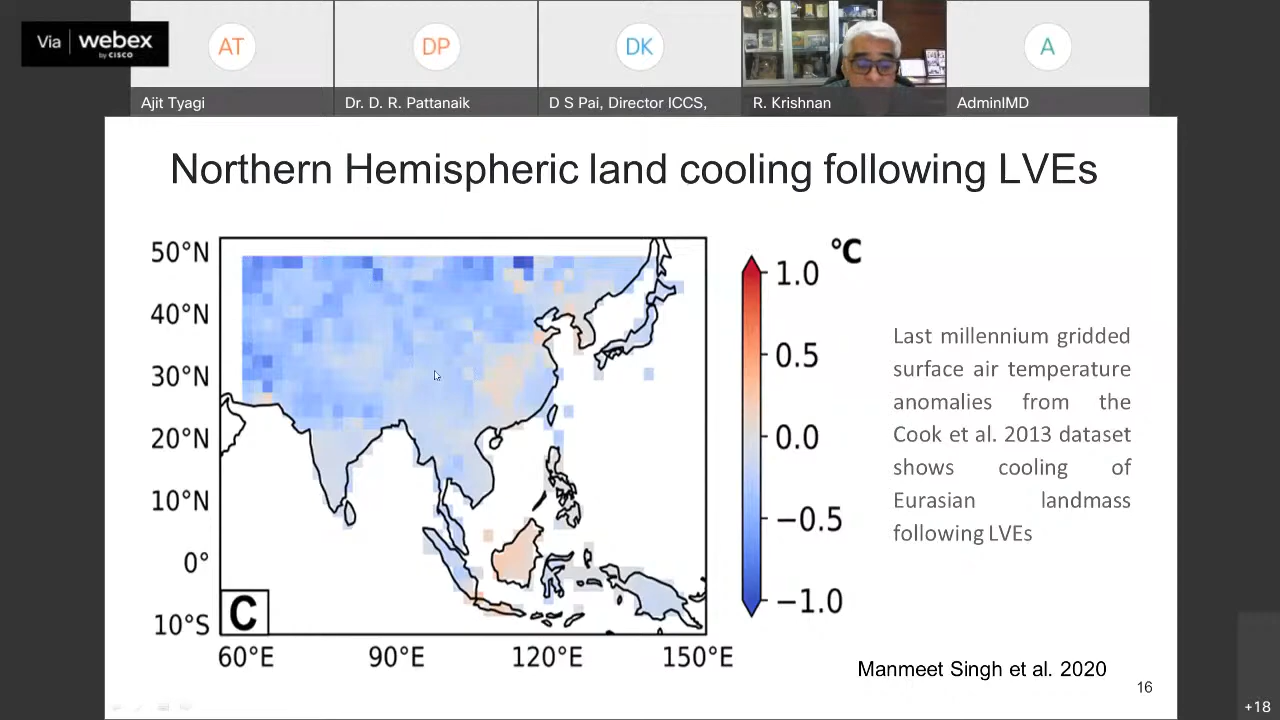 Via webex
by CISCO
AT
DP
DK
A
Ajit Tyagi
Dr. D. R. Pattanaik
D S Pai, Director ICCS,
R. Krishnan
AdminIMD
Northern Hemispheric land cooling following LVEs
50°N
40°N
30°N
20°N
10°N
0°
10°S
C
60°E
90°E
120°E
150°E
°C
1.0
0.5
0.0
−0.5
−1.0
Last millennium gridded
surface air temperature
anomalies from the
Cook et al. 2013 dataset
shows cooling of
Eurasian landmass
following LVEs
Manmeet Singh et al. 2020
16
+18